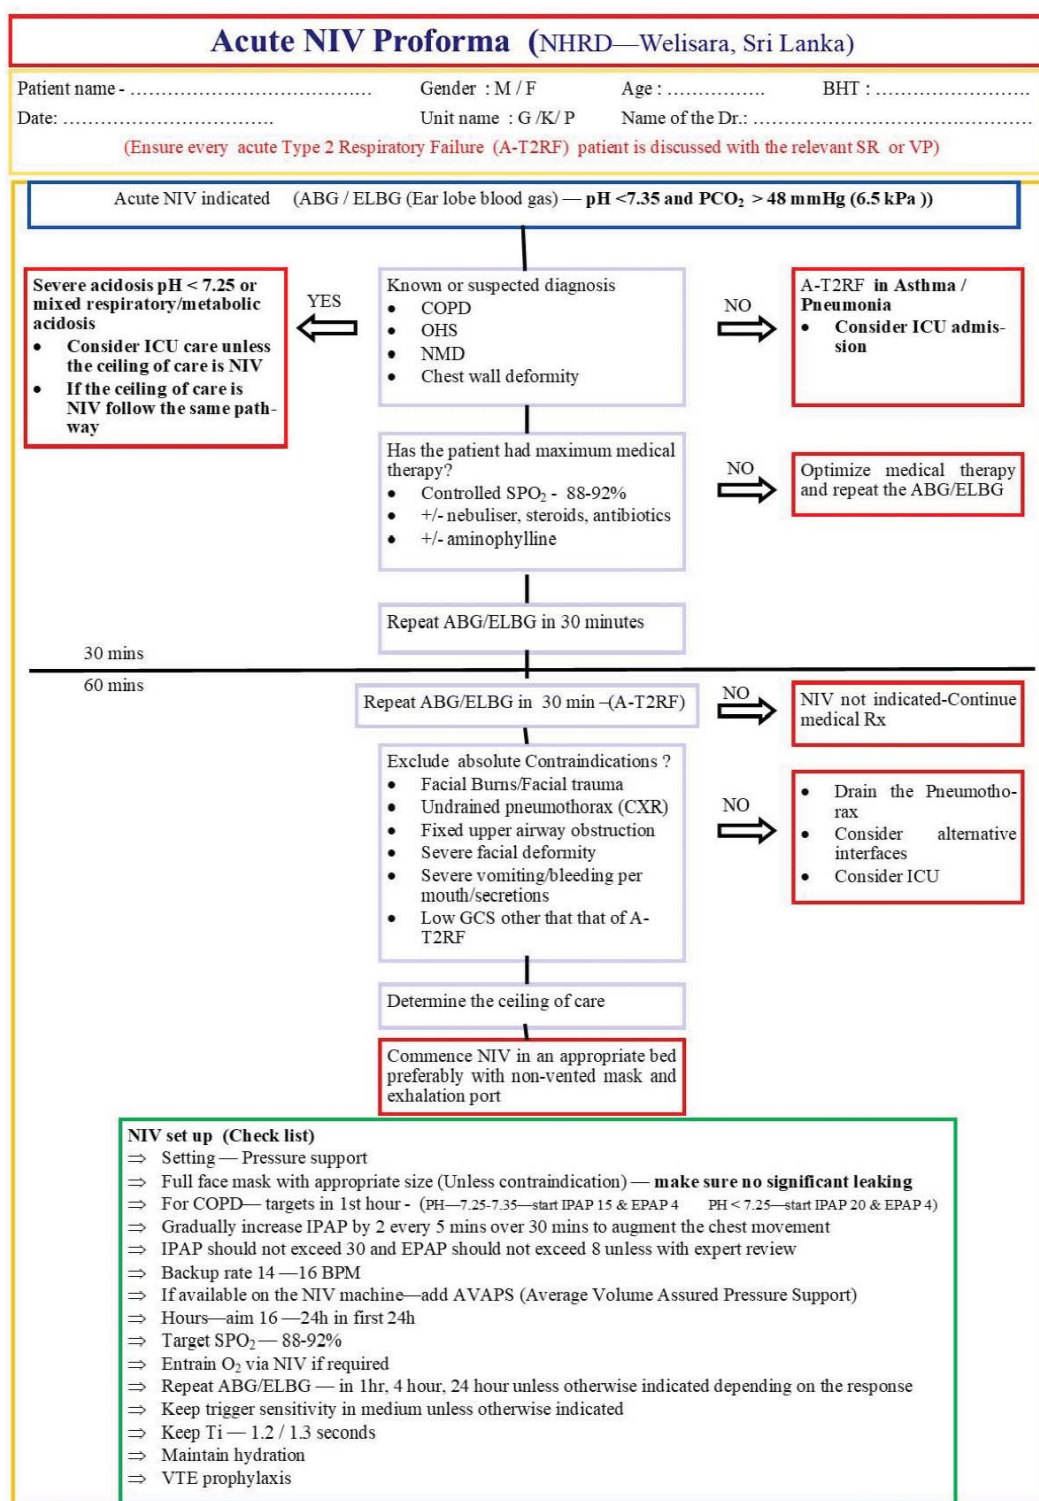 Acute NIV Proforma (NHRD—Welisara, Sri Lanka)
Patient name - ………………………………… Gender : M / F Age : ……………. BHT : …………………….
Date: ……………………………. Unit name : G /K/ P Name of the Dr.: ………………………………………
(Ensure every acute Type 2 Respiratory Failure (A-T2RF) patient is discussed with the relevant SR or VP)
Acute NIV indicated (ABG / ELBG (Ear lobe blood gas) — pH <7.35 and PCO₂ > 48 mmHg (6.5 kPa ))
Severe acidosis pH < 7.25 or
mixed respiratory/metabolic
acidosis
• Consider ICU care unless
the ceiling of care is NIV
• If the ceiling of care is
NIV follow the same path-
way
YES
Known or suspected diagnosis
• COPD
• OHS
• NMD
• Chest wall deformity
NO
A-T2RF in Asthma /
Pneumonia
• Consider ICU admis-
sion
Has the patient had maximum medical
therapy?
• Controlled SPO₂ - 88-92%
• +/- nebuliser, steroids, antibiotics
• +/- aminophylline
NO
Optimize medical therapy
and repeat the ABG/ELBG
Repeat ABG/ELBG in 30 minutes
30 mins
60 mins
Repeat ABG/ELBG in 30 min –(A-T2RF)
NO
NIV not indicated-Continue
medical Rx
Exclude absolute Contraindications ?
• Facial Burns/Facial trauma
• Undrained pneumothorax (CXR)
• Fixed upper airway obstruction
• Severe facial deformity
• Severe vomiting/bleeding per
mouth/secretions
• Low GCS other that that of A-
T2RF
NO
• Drain the Pneumotho-
rax
• Consider alternative
interfaces
• Consider ICU
Determine the ceiling of care
Commence NIV in an appropriate bed
preferably with non-vented mask and
exhalation port
NIV set up (Check list)
⇒ Setting — Pressure support
⇒ Full face mask with appropriate size (Unless contraindication) — make sure no significant leaking
⇒ For COPD— targets in 1st hour - (PH—7.25-7.35—start IPAP 15 & EPAP 4 PH < 7.25—start IPAP 20 & EPAP 4)
⇒ Gradually increase IPAP by 2 every 5 mins over 30 mins to augment the chest movement
⇒ IPAP should not exceed 30 and EPAP should not exceed 8 unless with expert review
⇒ Backup rate 14 —16 BPM
⇒ If available on the NIV machine—add AVAPS (Average Volume Assured Pressure Support)
⇒ Hours—aim 16 —24h in first 24h
⇒ Target SPO₂ — 88-92%
⇒ Entrain O₂ via NIV if required
⇒ Repeat ABG/ELBG — in 1hr, 4 hour, 24 hour unless otherwise indicated depending on the response
⇒ Keep trigger sensitivity in medium unless otherwise indicated
⇒ Keep Ti — 1.2 / 1.3 seconds
⇒ Maintain hydration
⇒ VTE prophylaxis